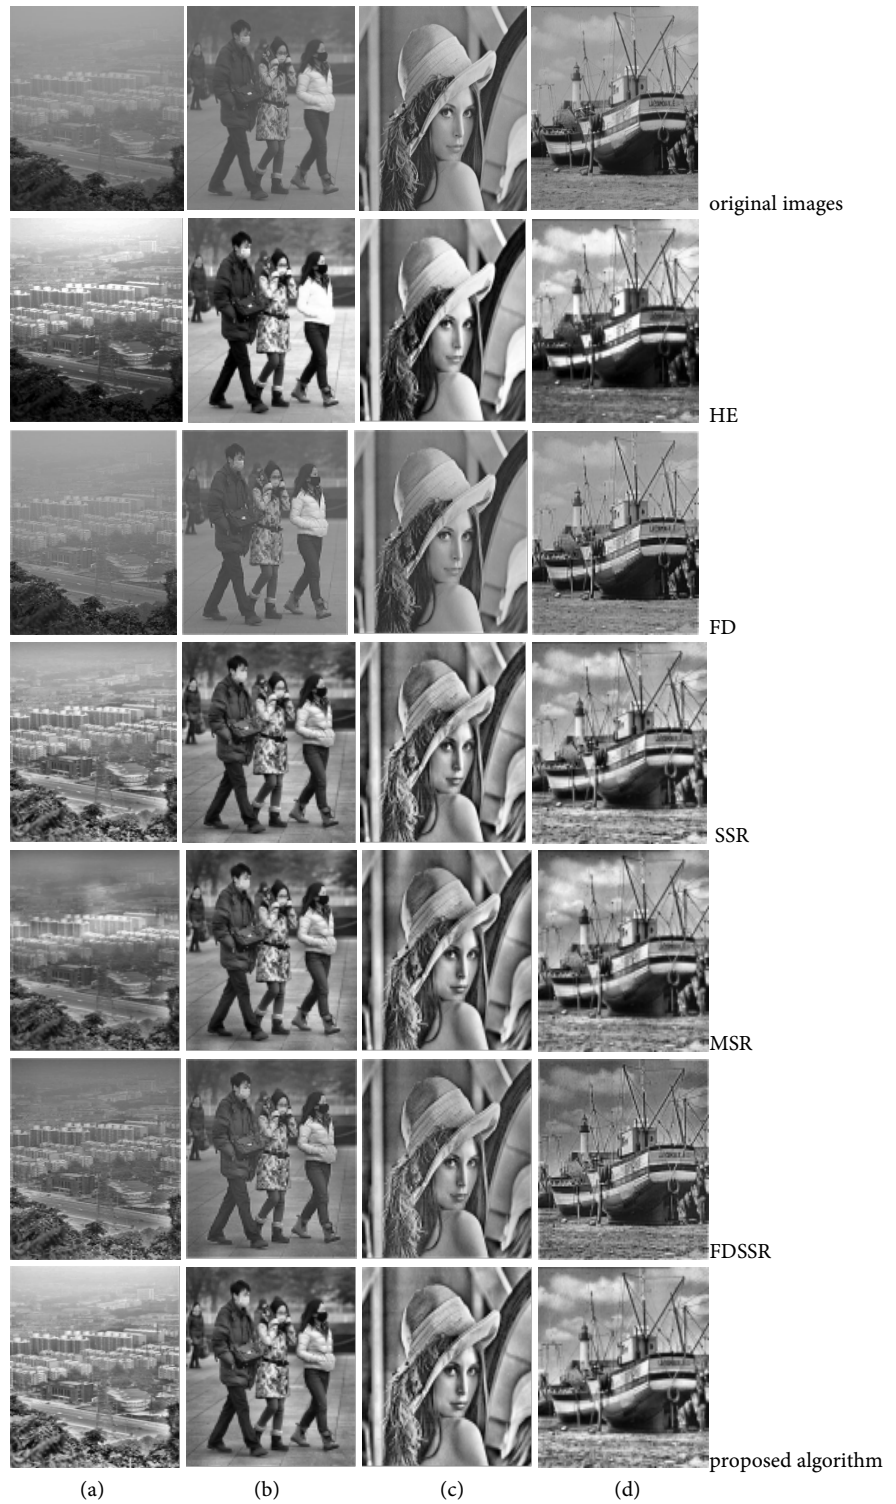 original images
HE
FD
SSR
MSR
FDSSR
proposed algorithm
(a) (b) (c) (d)